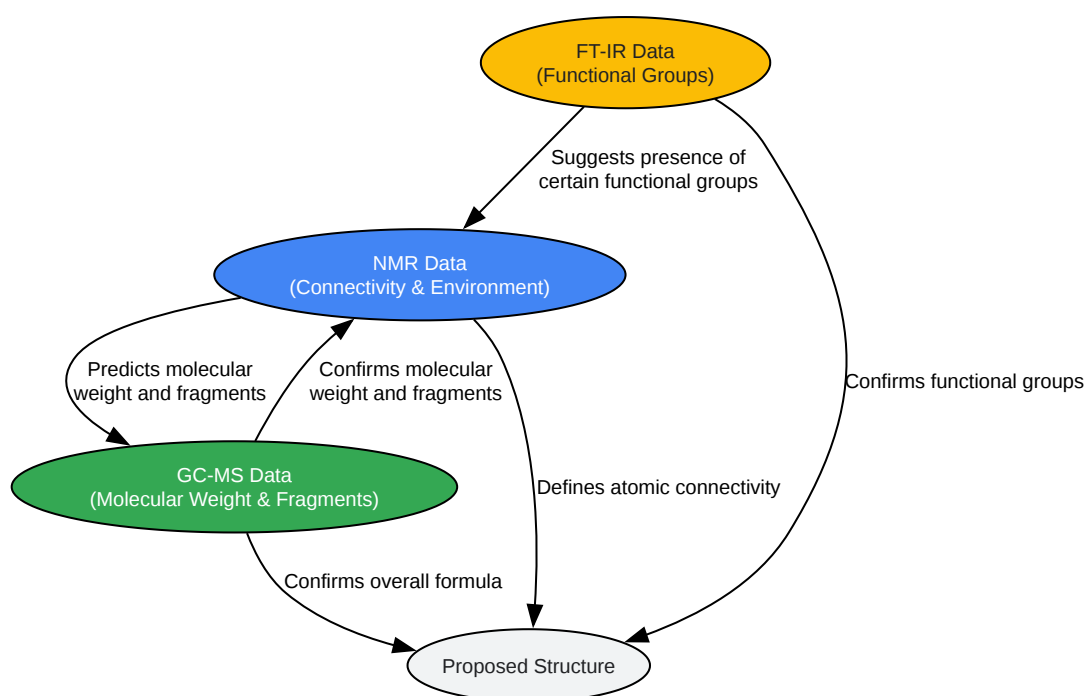 FT-IR Data
(Functional Groups)
Suggests presence of
certain functional groups
NMR Data
(Connectivity & Environment)
Predicts molecular
weight and fragments
Confirms molecular
weight and fragments
Confirms functional groups
GC-MS Data
(Molecular Weight & Fragments)
Defines atomic connectivity
Confirms overall formula
Proposed Structure